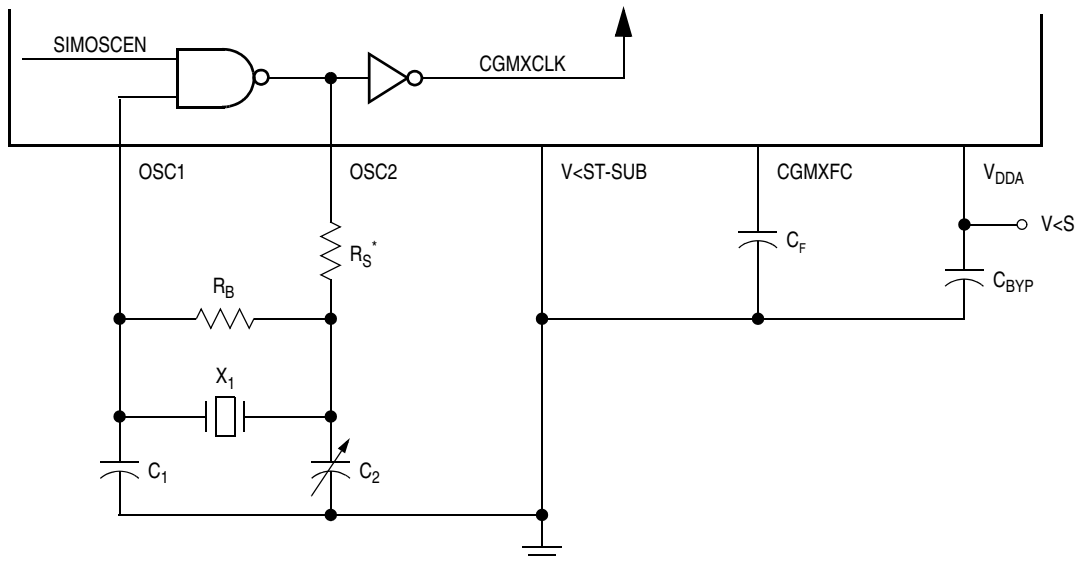 SIMOSCEN
CGMXCLK
OSC1
OSC2
V<ST-SUB
CGMXFC
VDDA
V<S
RS*
CF
CBYP
RB
X1
C1
C2